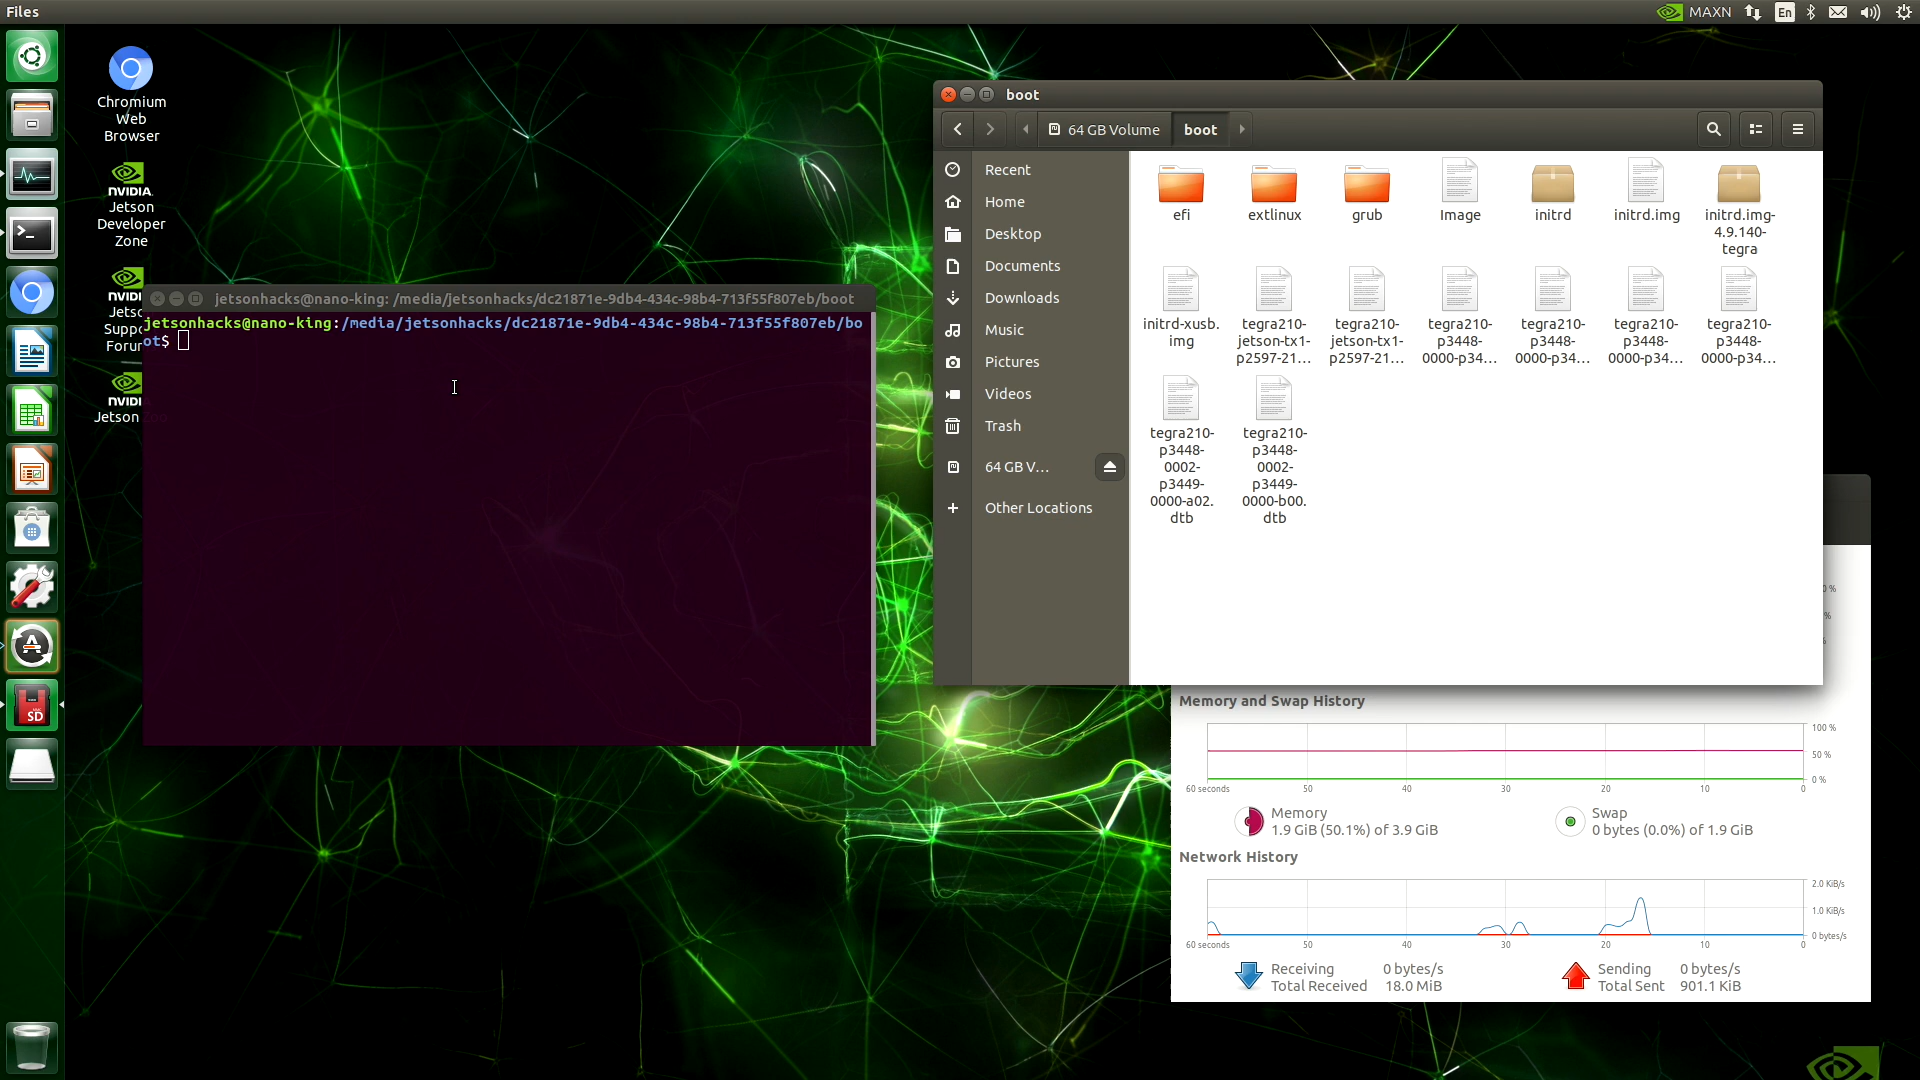 Files
MAXN
En
Chromium
Web
Browser
NVIDIA.
Jetson
Developer
Zone
NVIDI
Jetso
Suppo
Forur
NVIDI
Jetson Zoo
SD
jetsonhacks@nano-king: /media/jetsonhacks/dc21871e-9db4-434c-98b4-713f55f807eb/boot
jetsonhacks@nano-king:/media/jetsonhacks/dc21871e-9db4-434c-98b4-713f55f807eb/bo
ot$
boot
64 GB Volume
boot
Recent
Home
Desktop
Documents
Downloads
Music
Pictures
Videos
Trash
64 GB V…
Other Locations
efi
extlinux
grub
Image
initrd
initrd.img
initrd.img-
4.9.140-
tegra
initrd-xusb.
img
tegra210-
jetson-tx1-
p2597-21…
tegra210-
jetson-tx1-
p2597-21…
tegra210-
p3448-
0000-p34…
tegra210-
p3448-
0000-p34…
tegra210-
p3448-
0000-p34…
tegra210-
p3448-
0000-p34…
tegra210-
p3448-
0002-
p3449-
0000-a02.
dtb
tegra210-
p3448-
0002-
p3449-
0000-b00.
dtb
Memory and Swap History
100 %
50 %
0 %
60 seconds 50 40 30 20 10 0
Memory
1.9 GiB (50.1%) of 3.9 GiB
Swap
0 bytes (0.0%) of 1.9 GiB
Network History
2.0 KiB/s
1.0 KiB/s
0 bytes/s
60 seconds 50 40 30 20 10 0
Receiving 0 bytes/s
Total Received 18.0 MiB
Sending 0 bytes/s
Total Sent 901.1 KiB